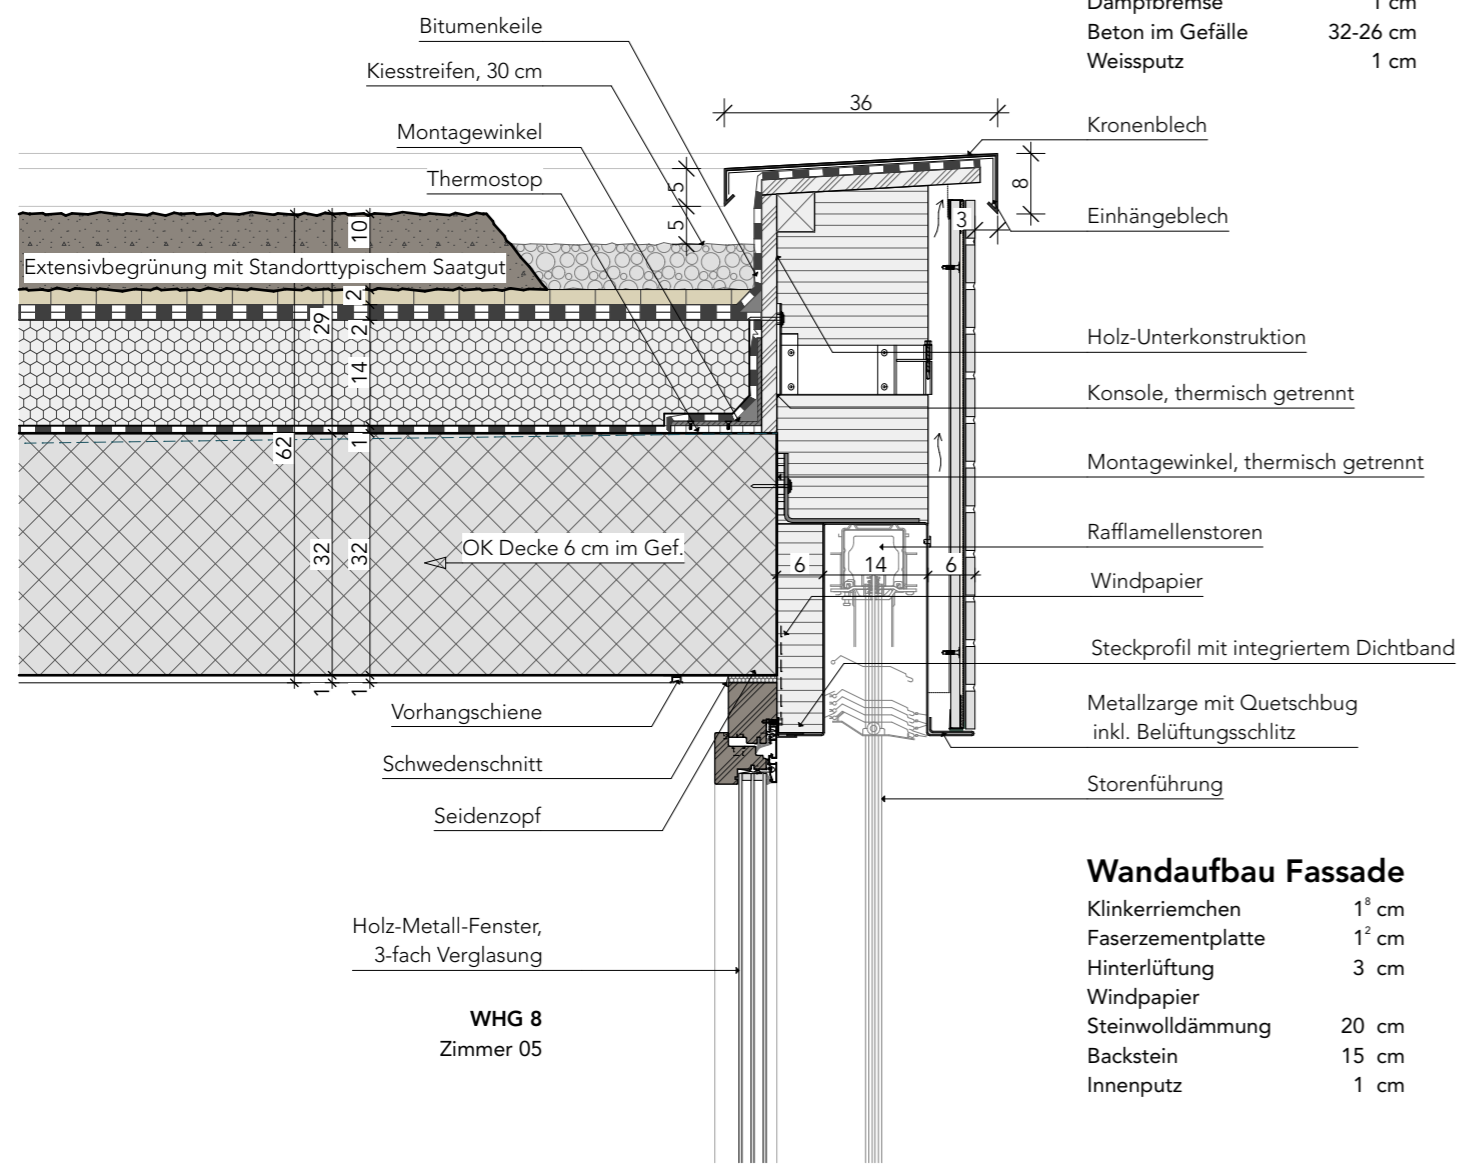 Dampfbremse 1 cm
Beton im Gefälle 32-26 cm
Weissputz 1 cm
Bitumenkeile
Kiesstreifen, 30 cm
Montagewinkel
Thermostop
36
Kronenblech
5
8
5
3
Einhängeblech
10
Extensivbegrünung mit Standorttypischem Saatgut
2
29
2
14
Holz-Unterkonstruktion
Konsole, thermisch getrennt
62
1
Montagewinkel, thermisch getrennt
32
32
OK Decke 6 cm im Gef.
Rafflamellenstoren
6
14
6
Windpapier
Steckprofil mit integriertem Dichtband
1
1
Vorhangschiene
Metallzarge mit Quetschbug
inkl. Belüftungsschlitz
Schwedenschnitt
Storenführung
Seidenzopf
Holz-Metall-Fenster,
3-fach Verglasung
WHG 8
Zimmer 05
Wandaufbau Fassade
Klinkerriemchen 1⁸ cm
Faserzementplatte 1² cm
Hinterlüftung 3 cm
Windpapier
Steinwolldämmung 20 cm
Backstein 15 cm
Innenputz 1 cm